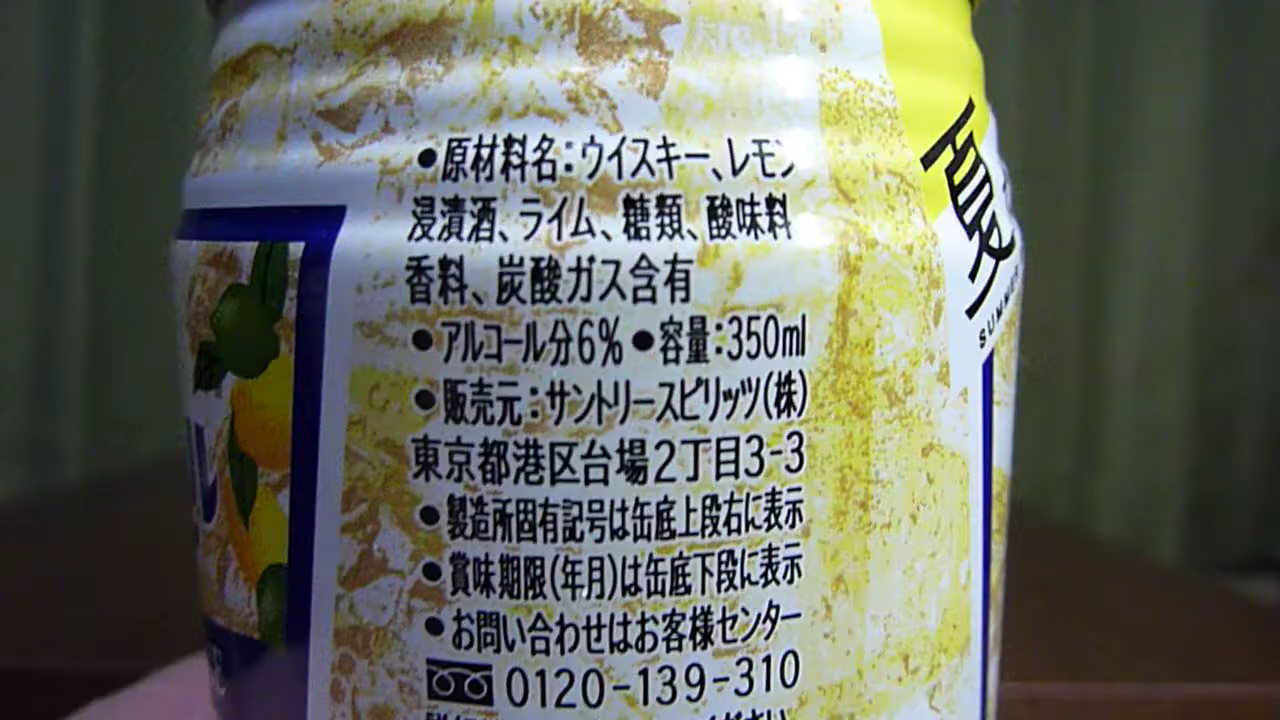 ●原材料名:ウイスキー、レモン
浸漬酒、ライム、糖類、酸味料
香料、炭酸ガス含有
●アルコール分6% ●容量:350ml
●販売元:サントリースピリッツ(株)
東京都港区台場2丁目3-3
●製造所固有記号は缶底上段右に表示
●賞味期限(年月)は缶底下段に表示
●お問い合わせはお客様センター
0120-139-310
夏
SUMMER
ル